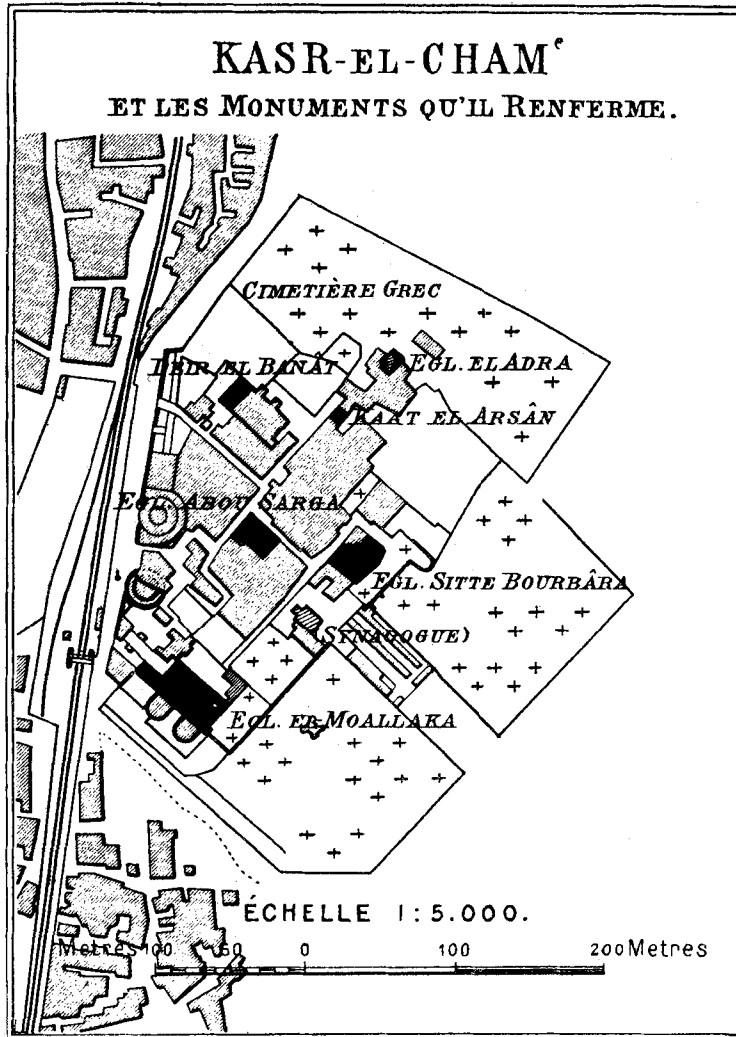 KASR-EL-CHAMᵉ
ET LES MONUMENTS QU'IL RENFERME.
CIMETIÈRE GREC
DEIR EL BANÂT
EGL. EL ADRA
KAAT EL ARSÂN
EGL. ABOU SARGA
EGL. SITTE BOURBÂRA
(SYNAGOGUE)
EGL. EL MOALLAKA
ÉCHELLE 1:5.000.
Metres 100 50 0 100 200 Metres